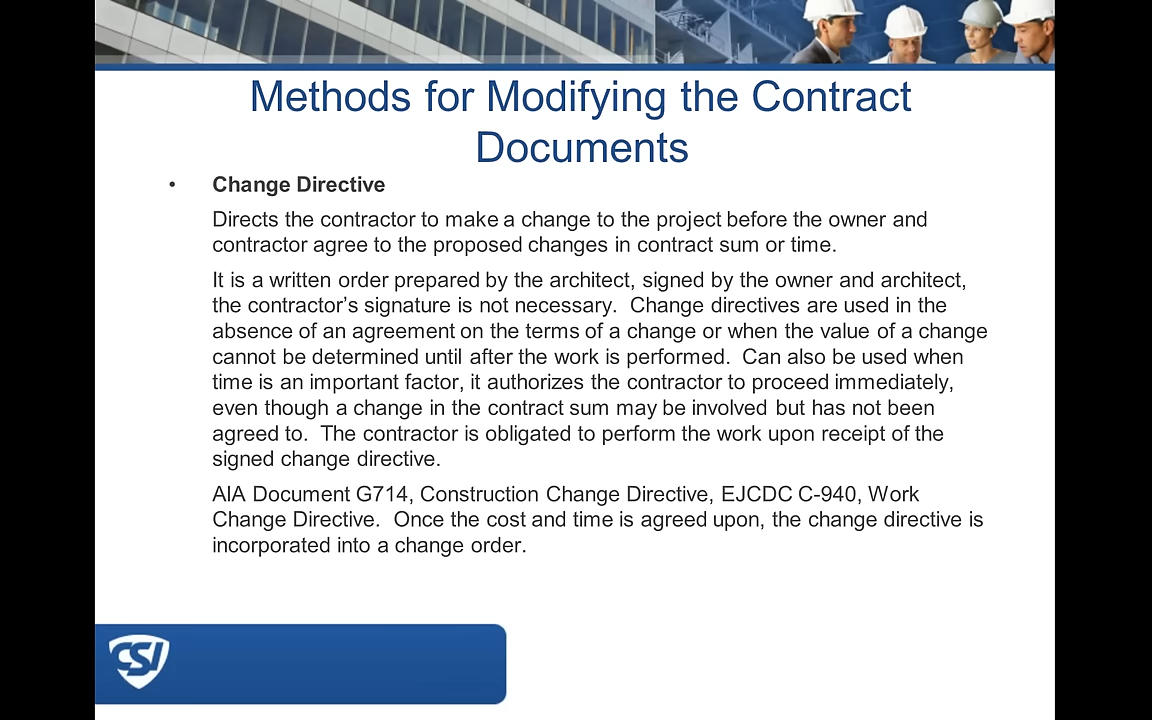 Methods for Modifying the Contract
Documents
• Change Directive
Directs the contractor to make a change to the project before the owner and
contractor agree to the proposed changes in contract sum or time.
It is a written order prepared by the architect, signed by the owner and architect,
the contractor’s signature is not necessary.  Change directives are used in the
absence of an agreement on the terms of a change or when the value of a change
cannot be determined until after the work is performed.  Can also be used when
time is an important factor, it authorizes the contractor to proceed immediately,
even though a change in the contract sum may be involved but has not been
agreed to.  The contractor is obligated to perform the work upon receipt of the
signed change directive.
AIA Document G714, Construction Change Directive, EJCDC C-940, Work
Change Directive.  Once the cost and time is agreed upon, the change directive is
incorporated into a change order.
CSI